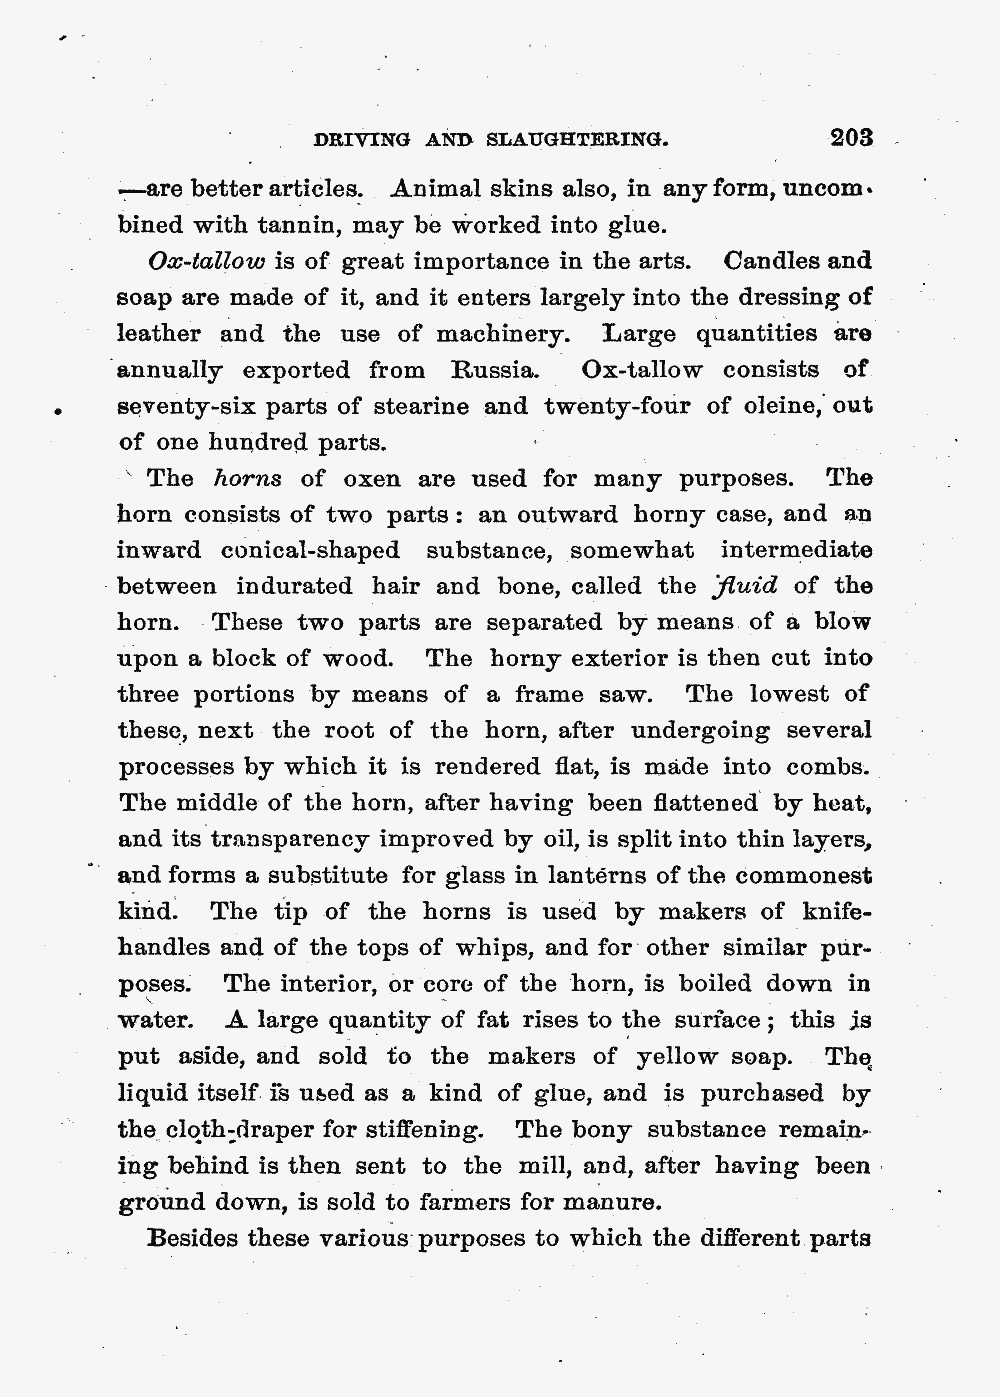 DRIVING AND SLAUGHTERING. 203
—are better articles. Animal skins also, in any form, uncom-
bined with tannin, may be worked into glue.
Ox-tallow is of great importance in the arts. Candles and
soap are made of it, and it enters largely into the dressing of
leather and the use of machinery. Large quantities are
annually exported from Russia. Ox-tallow consists of
seventy-six parts of stearine and twenty-four of oleine, out
of one hundred parts.
The horns of oxen are used for many purposes. The
horn consists of two parts: an outward horny case, and an
inward conical-shaped substance, somewhat intermediate
between indurated hair and bone, called the fluid of the
horn. These two parts are separated by means of a blow
upon a block of wood. The horny exterior is then cut into
three portions by means of a frame saw. The lowest of
these, next the root of the horn, after undergoing several
processes by which it is rendered flat, is made into combs.
The middle of the horn, after having been flattened by heat,
and its transparency improved by oil, is split into thin layers,
and forms a substitute for glass in lanterns of the commonest
kind. The tip of the horns is used by makers of knife-
handles and of the tops of whips, and for other similar pur-
poses. The interior, or core of the horn, is boiled down in
water. A large quantity of fat rises to the surface; this is
put aside, and sold to the makers of yellow soap. The
liquid itself is used as a kind of glue, and is purchased by
the cloth-draper for stiffening. The bony substance remain-
ing behind is then sent to the mill, and, after having been
ground down, is sold to farmers for manure.
Besides these various purposes to which the different parts